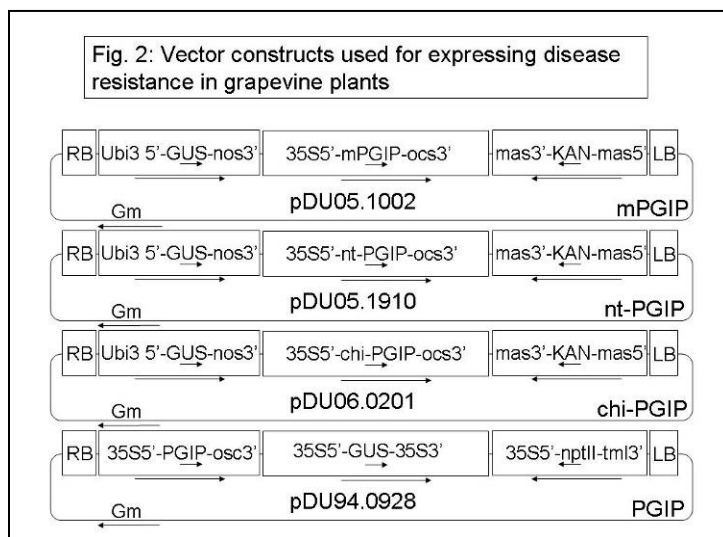 Fig. 2: Vector constructs used for expressing disease
resistance in grapevine plants
RB Ubi3 5’-GUS-nos3’ 35S5’-mPGIP-ocs3’ mas3’-KAN-mas5’ LB
Gm pDU05.1002 mPGIP
RB Ubi3 5’-GUS-nos3’ 35S5’-nt-PGIP-ocs3’ mas3’-KAN-mas5’ LB
Gm pDU05.1910 nt-PGIP
RB Ubi3 5’-GUS-nos3’ 35S5’-chi-PGIP-ocs3’ mas3’-KAN-mas5’ LB
Gm pDU06.0201 chi-PGIP
RB 35S5’-PGIP-osc3’ 35S5’-GUS-35S3’ 35S5’-nptII-tml3’ LB
Gm pDU94.0928 PGIP